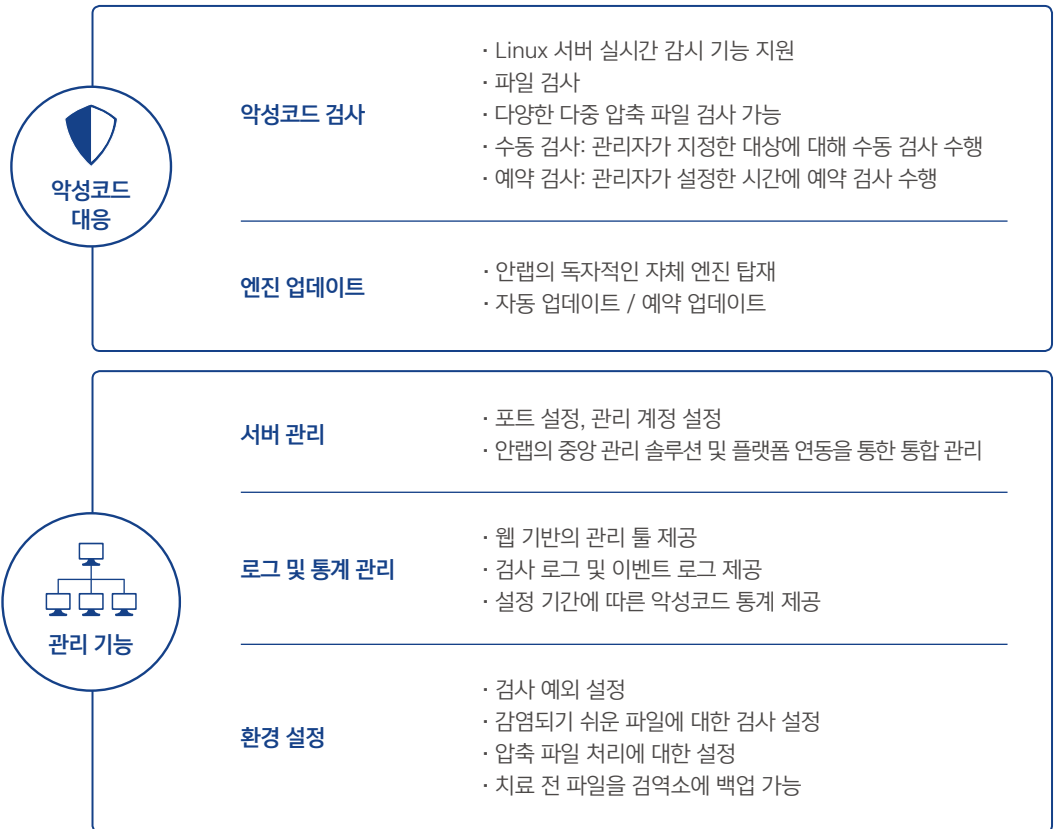 악성코드
대응
악성코드 검사
· Linux 서버 실시간 감시 기능 지원
· 파일 검사
· 다양한 다중 압축 파일 검사 가능
· 수동 검사: 관리자가 지정한 대상에 대해 수동 검사 수행
· 예약 검사: 관리자가 설정한 시간에 예약 검사 수행
엔진 업데이트
· 안랩의 독자적인 자체 엔진 탑재
· 자동 업데이트 / 예약 업데이트
관리 기능
서버 관리
· 포트 설정, 관리 계정 설정
· 안랩의 중앙 관리 솔루션 및 플랫폼 연동을 통한 통합 관리
로그 및 통계 관리
· 웹 기반의 관리 툴 제공
· 검사 로그 및 이벤트 로그 제공
· 설정 기간에 따른 악성코드 통계 제공
환경 설정
· 검사 예외 설정
· 감염되기 쉬운 파일에 대한 검사 설정
· 압축 파일 처리에 대한 설정
· 치료 전 파일을 검역소에 백업 가능